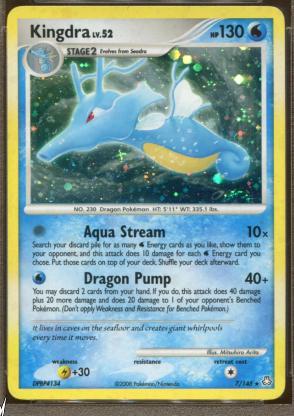 Kingdra LV.52 HP 130
STAGE 2 Evolves from Seadra
NO. 230 Dragon Pokémon HT: 5'11" WT: 335.1 lbs.
Aqua Stream 10x
Search your discard pile for as many Energy cards as you like, show them to
your opponent, and this attack does 10 damage for each Energy card you
chose. Put those cards on top of your deck. Shuffle your deck afterward.
Dragon Pump 40+
You may discard 2 cards from your hand. If you do, this attack does 40 damage
plus 20 more damage and does 20 damage to 1 of your opponent's Benched
Pokémon. (Don't apply Weakness and Resistance for Benched Pokémon.)
It lives in caves on the seafloor and creates giant whirlpools
every time it moves.
Illus. Mitsuhiro Arita
weakness resistance retreat cost
+30
DPBP#134 ©2008 Pokémon/Nintendo 7/146 ★